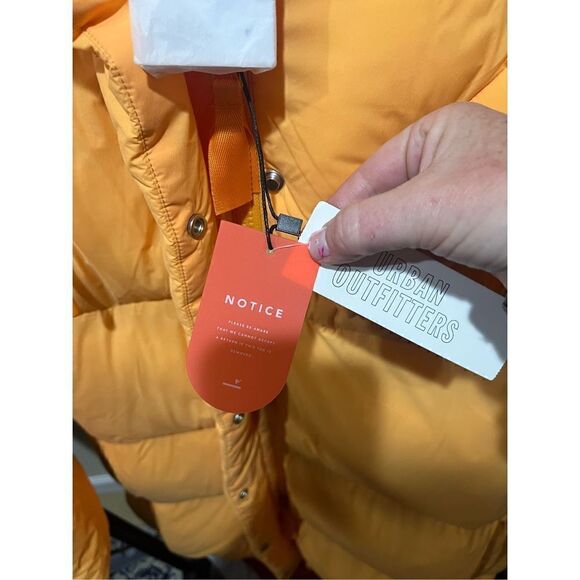 NOTICE
PLEASE BE AWARE
THAT WE CANNOT ACCEPT
A RETURN IF THIS TAG IS
REMOVED
URBAN
OUTFITTERS